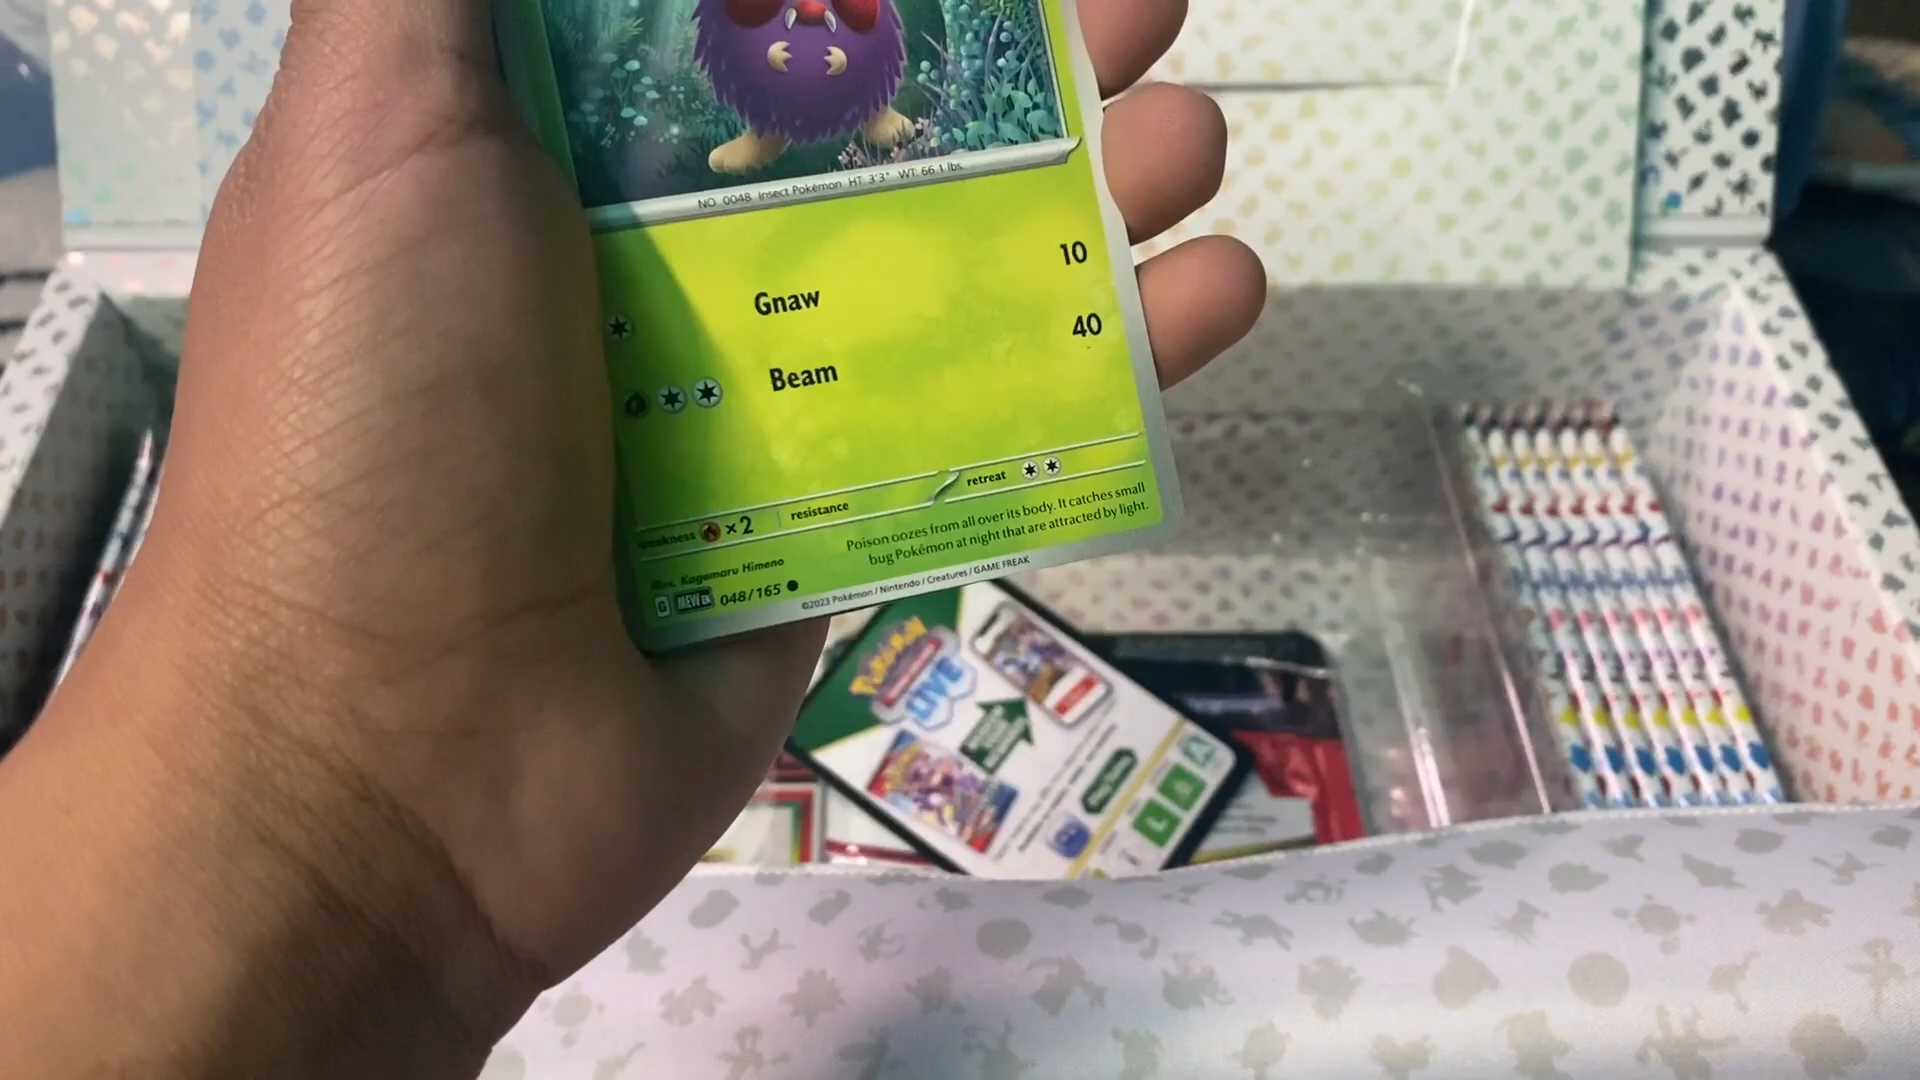 NO 0048 Insect Pokémon HT 3'3" WT. 66.1 lbs.
Gnaw 10
Beam 40
weakness ×2 resistance retreat
Poison oozes from all over its body. It catches small
bug Pokémon at night that are attracted by light.
illus. Kagemaru Himeno
G MEW EN 048/165
©2023 Pokémon / Nintendo / Creatures / GAME FREAK
Pokémon
LIVE